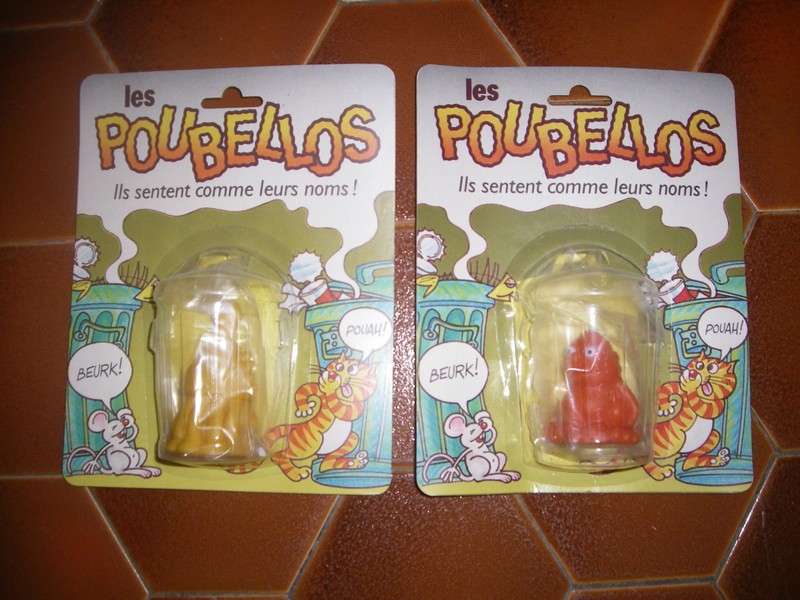 les
POUBELLOS
Ils sentent comme leurs noms !
BEURK!
POUAH!
les
POUBELLOS
Ils sentent comme leurs noms !
BEURK!
POUAH!